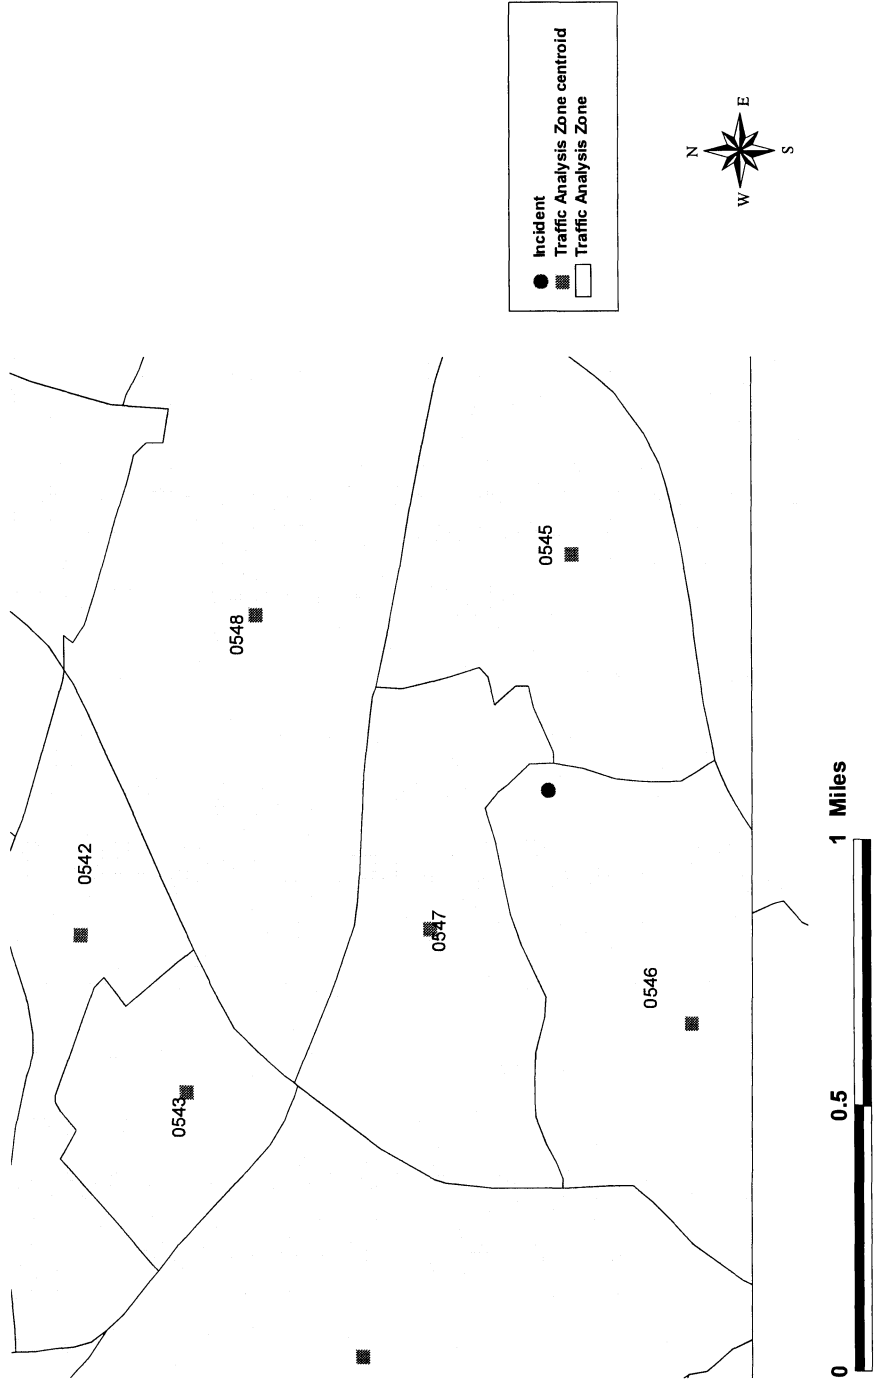 Incident
Traffic Analysis Zone centroid
Traffic Analysis Zone
N
E
S
W
0542
0543
0548
0547
0545
0546
0
0.5
1 Miles